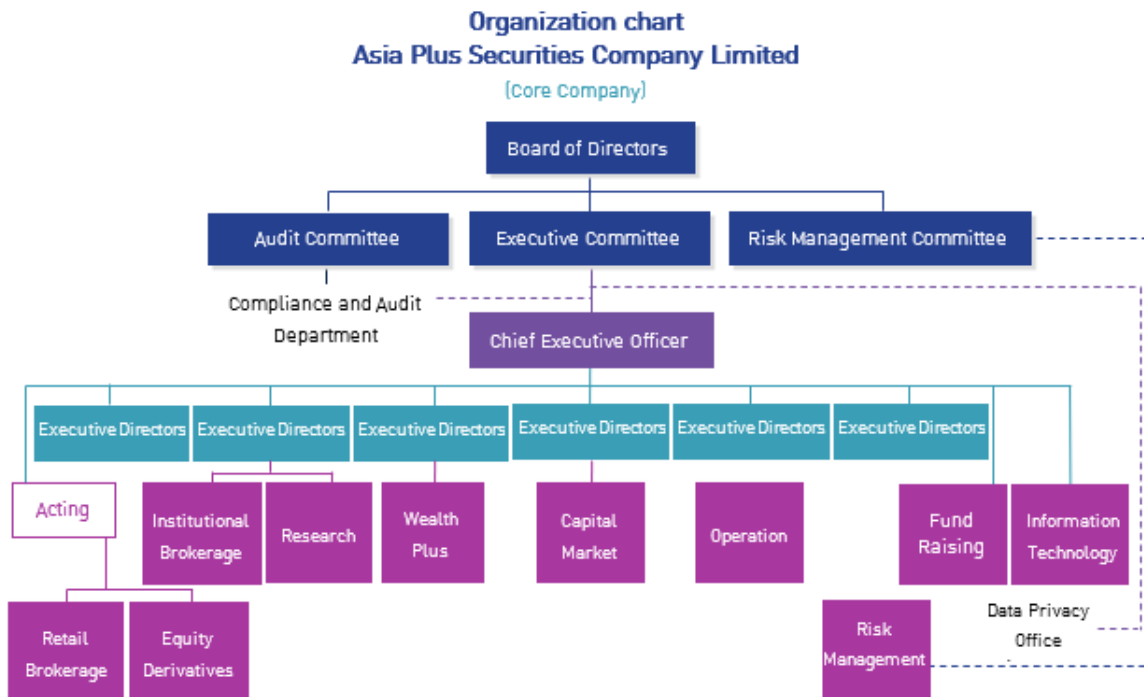 Organization chart
Asia Plus Securities Company Limited
(Core Company)
Board of Directors
Audit Committee
Executive Committee
Risk Management Committee
Compliance and Audit
Department
Chief Executive Officer
Executive Directors
Executive Directors
Executive Directors
Executive Directors
Executive Directors
Executive Directors
Acting
Institutional
Brokerage
Research
Wealth
Plus
Capital
Market
Operation
Fund
Raising
Information
Technology
Retail
Brokerage
Equity
Derivatives
Risk
Management
Data Privacy
Office